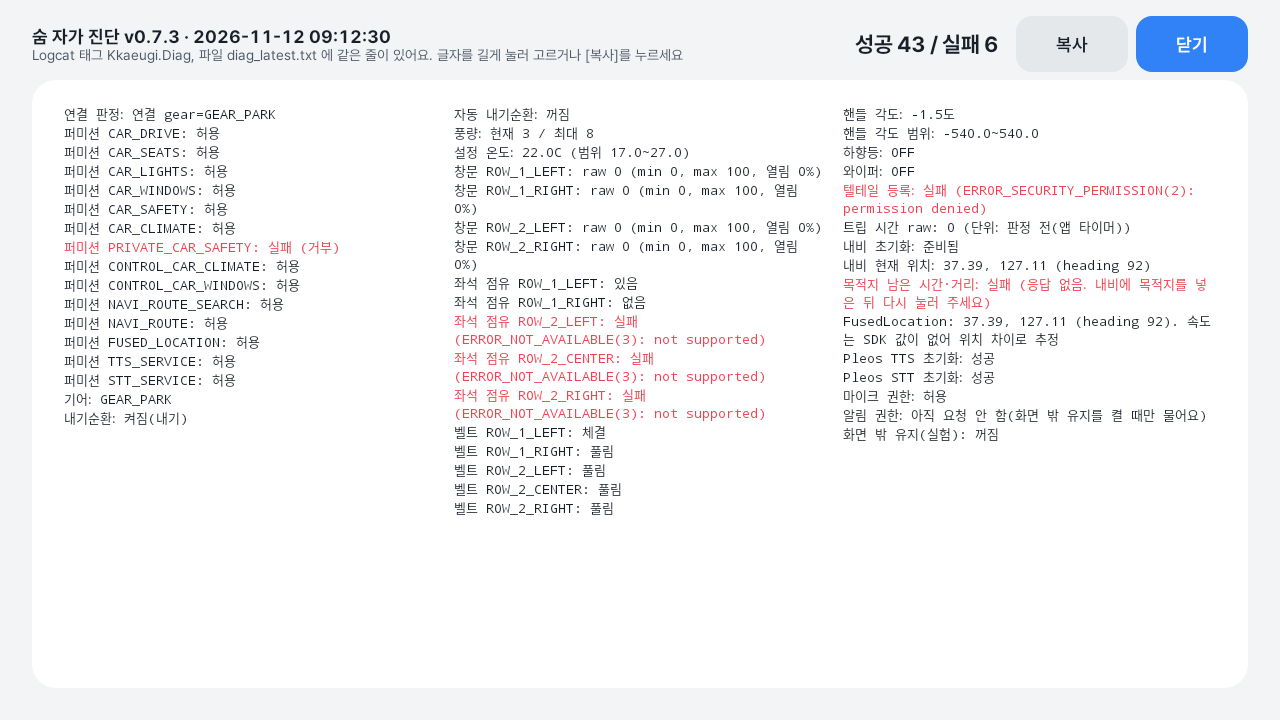 숨 자가 진단 v0.7.3 · 2026-11-12 09:12:30
Logcat 태그 Kkaeugi.Diag, 파일 diag_latest.txt 에 같은 줄이 있어요. 글자를 길게 눌러 고르거나 [복사]를 누르세요
성공 43 / 실패 6
복사
닫기
연결 판정: 연결 gear=GEAR_PARK
퍼미션 CAR_DRIVE: 허용
퍼미션 CAR_SEATS: 허용
퍼미션 CAR_LIGHTS: 허용
퍼미션 CAR_WINDOWS: 허용
퍼미션 CAR_SAFETY: 허용
퍼미션 CAR_CLIMATE: 허용
퍼미션 PRIVATE_CAR_SAFETY: 실패 (거부)
퍼미션 CONTROL_CAR_CLIMATE: 허용
퍼미션 CONTROL_CAR_WINDOWS: 허용
퍼미션 NAVI_ROUTE_SEARCH: 허용
퍼미션 NAVI_ROUTE: 허용
퍼미션 FUSED_LOCATION: 허용
퍼미션 TTS_SERVICE: 허용
퍼미션 STT_SERVICE: 허용
기어: GEAR_PARK
내기순환: 켜짐(내기)
자동 내기순환: 꺼짐
풍량: 현재 3 / 최대 8
설정 온도: 22.0C (범위 17.0~27.0)
창문 ROW_1_LEFT: raw 0 (min 0, max 100, 열림 0%)
창문 ROW_1_RIGHT: raw 0 (min 0, max 100, 열림
0%)
창문 ROW_2_LEFT: raw 0 (min 0, max 100, 열림 0%)
창문 ROW_2_RIGHT: raw 0 (min 0, max 100, 열림
0%)
좌석 점유 ROW_1_LEFT: 있음
좌석 점유 ROW_1_RIGHT: 없음
좌석 점유 ROW_2_LEFT: 실패
(ERROR_NOT_AVAILABLE(3): not supported)
좌석 점유 ROW_2_CENTER: 실패
(ERROR_NOT_AVAILABLE(3): not supported)
좌석 점유 ROW_2_RIGHT: 실패
(ERROR_NOT_AVAILABLE(3): not supported)
벨트 ROW_1_LEFT: 체결
벨트 ROW_1_RIGHT: 풀림
벨트 ROW_2_LEFT: 풀림
벨트 ROW_2_CENTER: 풀림
벨트 ROW_2_RIGHT: 풀림
핸들 각도: -1.5도
핸들 각도 범위: -540.0~540.0
하향등: OFF
와이퍼: OFF
텔테일 등록: 실패 (ERROR_SECURITY_PERMISSION(2):
permission denied)
트립 시간 raw: 0 (단위: 판정 전(앱 타이머))
내비 초기화: 준비됨
내비 현재 위치: 37.39, 127.11 (heading 92)
목적지 남은 시간·거리: 실패 (응답 없음. 내비에 목적지를 넣
은 뒤 다시 눌러 주세요)
FusedLocation: 37.39, 127.11 (heading 92). 속도
는 SDK 값이 없어 위치 차이로 추정
Pleos TTS 초기화: 성공
Pleos STT 초기화: 성공
마이크 권한: 허용
알림 권한: 아직 요청 안 함(화면 밖 유지를 켤 때만 물어요)
화면 밖 유지(실험): 꺼짐